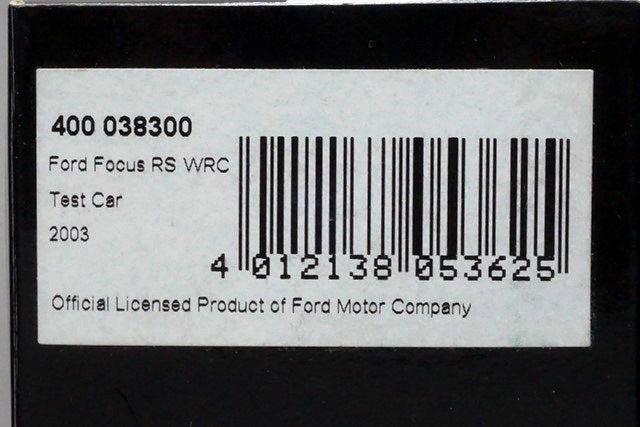 400 038300
Ford Focus RS WRC
Test Car
2003
4 012138 053625
Official Licensed Product of Ford Motor Company